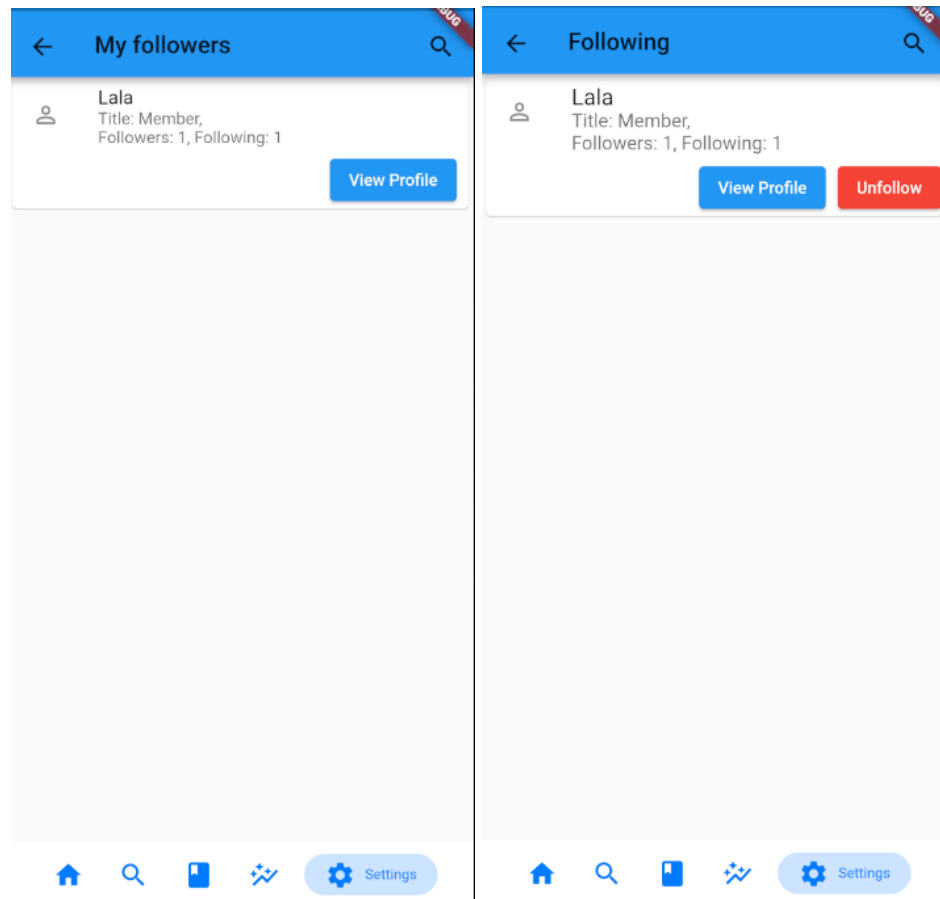 My followers
Lala
Title: Member,
Followers: 1, Following: 1
View Profile
Settings
Following
Lala
Title: Member,
Followers: 1, Following: 1
View Profile Unfollow
Settings